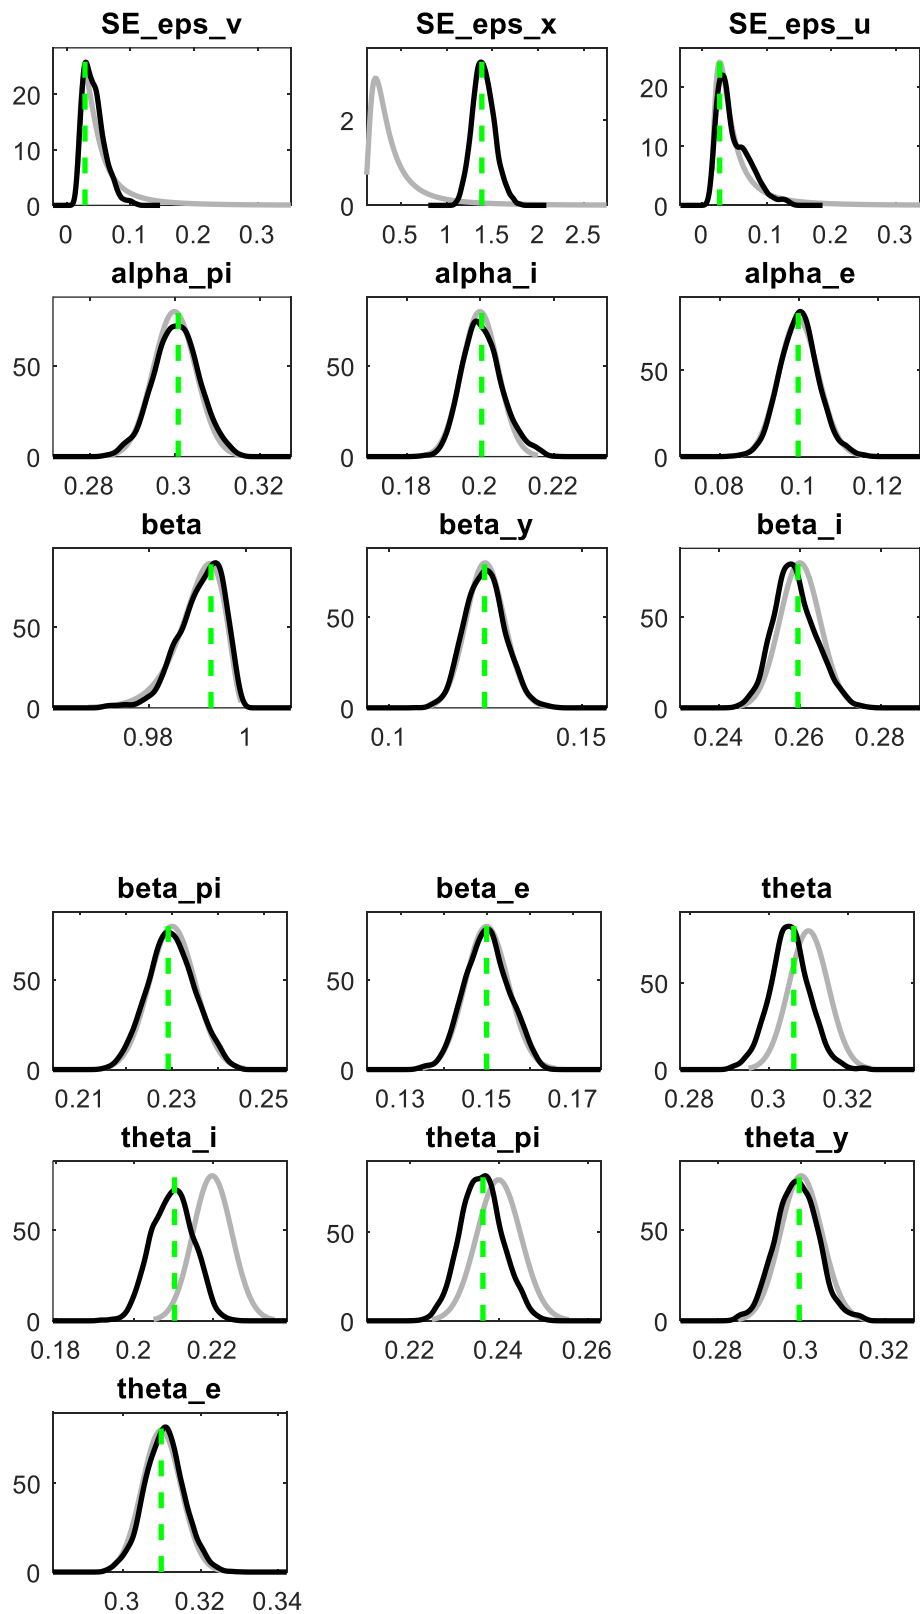 SE_eps_v SE_eps_x SE_eps_u
20 2 20
10 10
0 0 0
0 0.1 0.2 0.3 0.5 1 1.5 2 2.5 0 0.1 0.2 0.3
alpha_pi alpha_i alpha_e
50 50 50
0 0 0
0.28 0.3 0.32 0.18 0.2 0.22 0.08 0.1 0.12
beta beta_y beta_i
50 50 50
0 0 0
0.98 1 0.1 0.15 0.24 0.26 0.28
beta_pi beta_e theta
50 50 50
0 0 0
0.21 0.23 0.25 0.13 0.15 0.17 0.28 0.3 0.32
theta_i theta_pi theta_y
50 50 50
0 0 0
0.18 0.2 0.22 0.22 0.24 0.26 0.28 0.3 0.32
theta_e
50
0
0.3 0.32 0.34